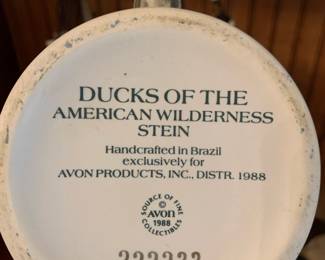 DUCKS OF THE
AMERICAN WILDERNESS
STEIN
Handcrafted in Brazil
exclusively for
AVON PRODUCTS, INC., DISTR. 1988
SOURCE OF FINE
©
AVON
1988
COLLECTIBLES